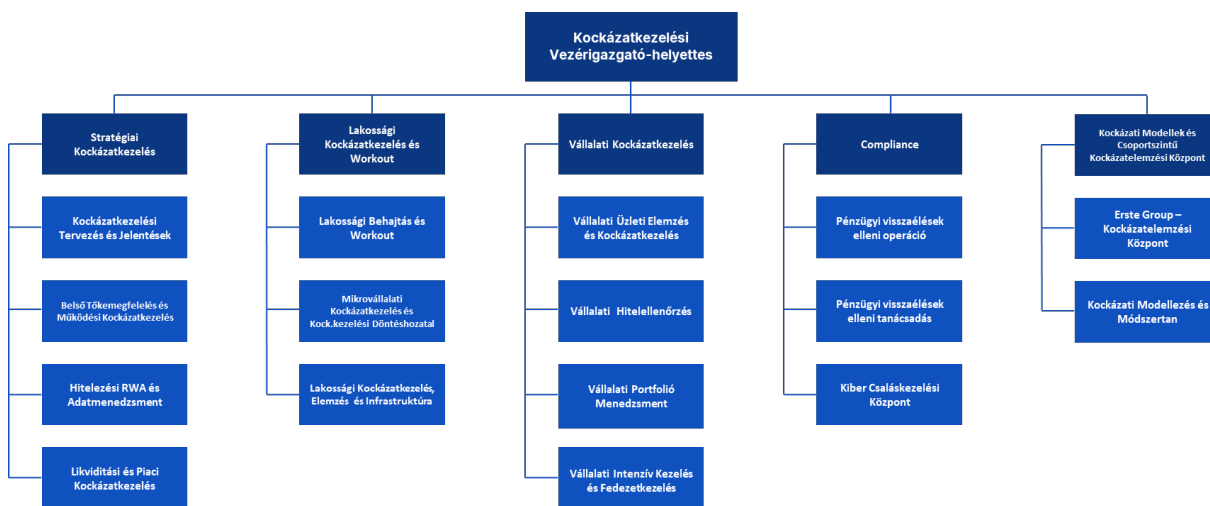 Kockázatkezelési
Vezérigazgató-helyettes
Stratégiai
Kockázatkezelés
Kockázatkezelési
Tervezés és Jelentések
Belső Tőkemegfelelés és
Működési Kockázatkezelés
Hitelezési RWA és
Adatmenedzsment
Likviditási és Piaci
Kockázatkezelés
Lakossági
Kockázatkezelés és
Workout
Lakossági Behajtás és
Workout
Mikrovállalati
Kockázatkezelés és
Kock.kezelési Döntéshozatal
Lakossági Kockázatkezelés,
Elemzés és Infrastruktúra
Vállalati Kockázatkezelés
Vállalati Üzleti Elemzés
és Kockázatkezelés
Vállalati Hitelellenőrzés
Vállalati Portfolió
Menedzsment
Vállalati Intenzív Kezelés
és Fedezetkezelés
Compliance
Pénzügyi visszaélések
elleni operáció
Pénzügyi visszaélések
elleni tanácsadás
Kiber Csaláskezelési
Központ
Kockázati Modellek és
Csoportszintű
Kockázatelemzési Központ
Erste Group –
Kockázatelemzési
Központ
Kockázati Modellezés és
Módszertan